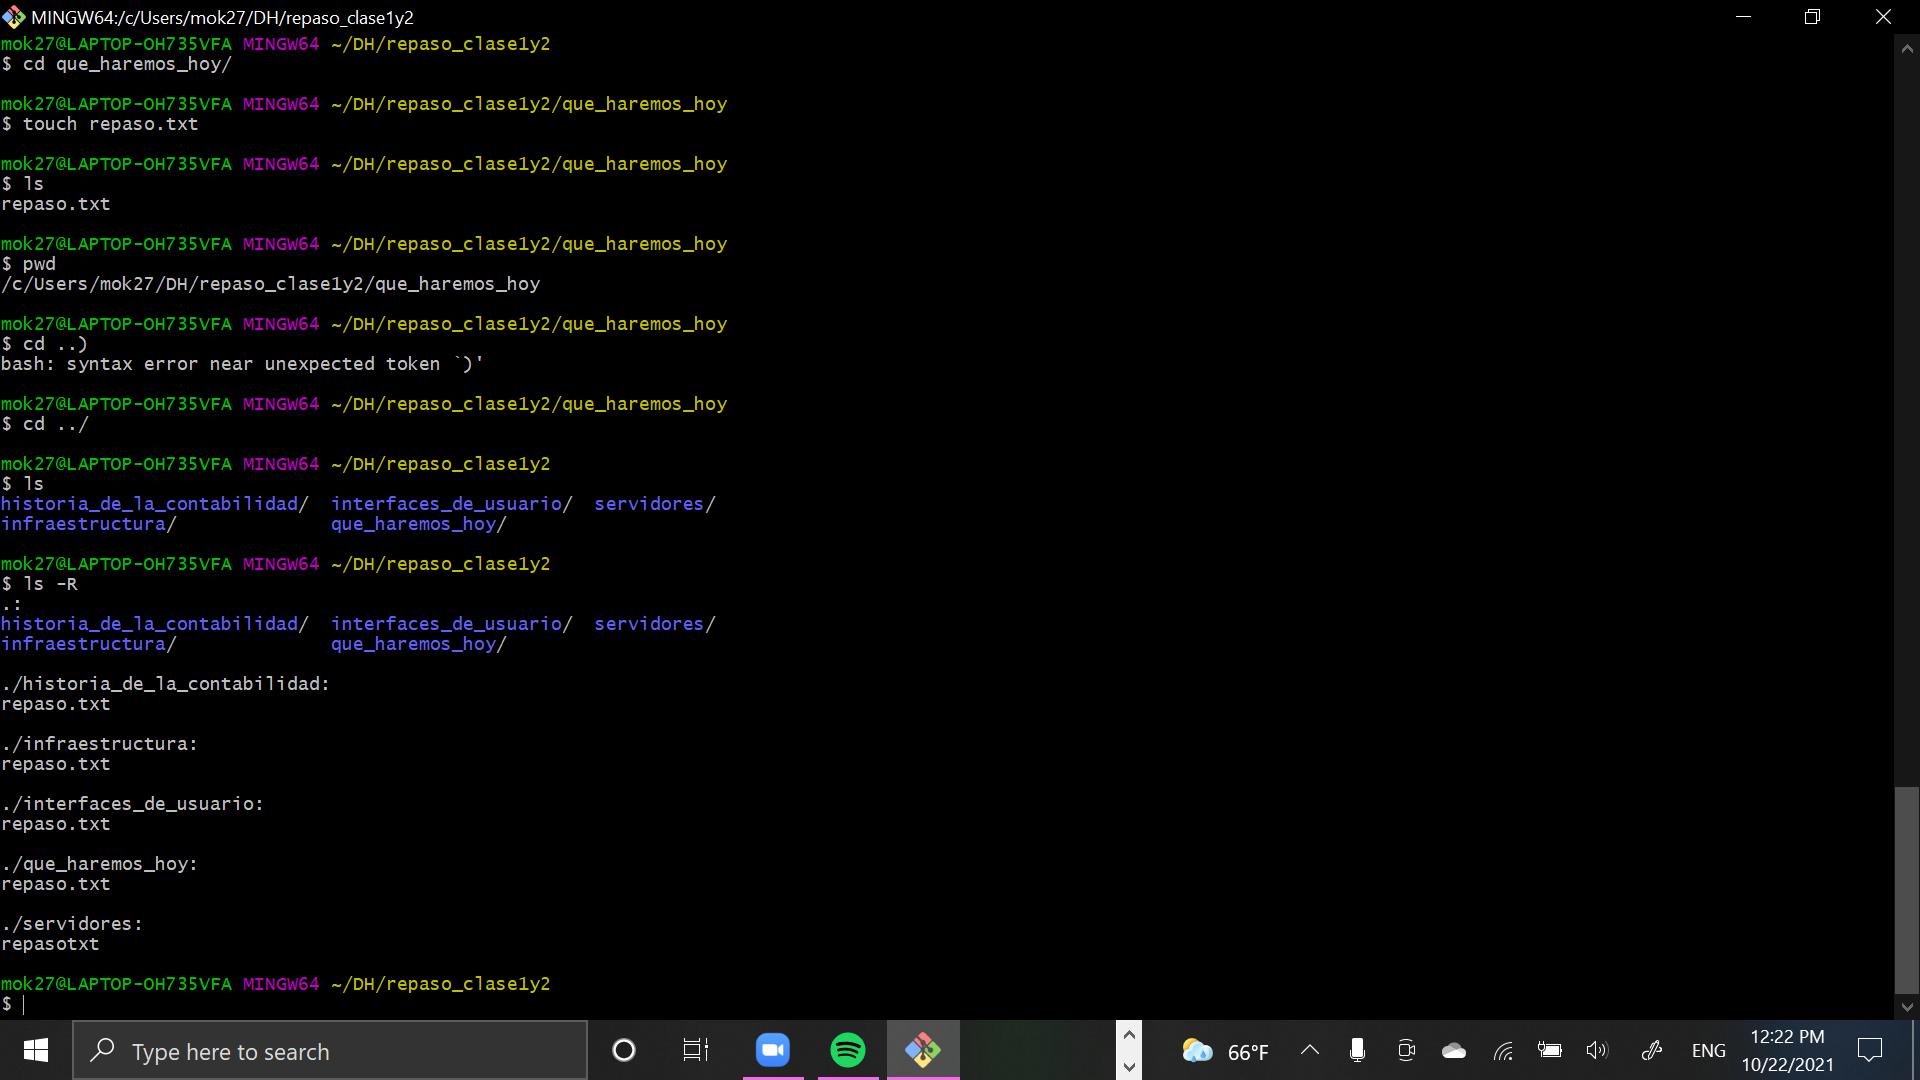 MINGW64:/c/Users/mok27/DH/repaso_clase1y2
mok27@LAPTOP-OH735VFA MINGW64 ~/DH/repaso_clase1y2
$ cd que_haremos_hoy/
mok27@LAPTOP-OH735VFA MINGW64 ~/DH/repaso_clase1y2/que_haremos_hoy
$ touch repaso.txt
mok27@LAPTOP-OH735VFA MINGW64 ~/DH/repaso_clase1y2/que_haremos_hoy
$ ls
repaso.txt
mok27@LAPTOP-OH735VFA MINGW64 ~/DH/repaso_clase1y2/que_haremos_hoy
$ pwd
/c/Users/mok27/DH/repaso_clase1y2/que_haremos_hoy
mok27@LAPTOP-OH735VFA MINGW64 ~/DH/repaso_clase1y2/que_haremos_hoy
$ cd ..)
bash: syntax error near unexpected token `)'
mok27@LAPTOP-OH735VFA MINGW64 ~/DH/repaso_clase1y2/que_haremos_hoy
$ cd ../
mok27@LAPTOP-OH735VFA MINGW64 ~/DH/repaso_clase1y2
$ ls
historia_de_la_contabilidad/  interfaces_de_usuario/  servidores/
infraestructura/              que_haremos_hoy/
mok27@LAPTOP-OH735VFA MINGW64 ~/DH/repaso_clase1y2
$ ls -R
.:
historia_de_la_contabilidad/  interfaces_de_usuario/  servidores/
infraestructura/              que_haremos_hoy/
./historia_de_la_contabilidad:
repaso.txt
./infraestructura:
repaso.txt
./interfaces_de_usuario:
repaso.txt
./que_haremos_hoy:
repaso.txt
./servidores:
repasotxt
mok27@LAPTOP-OH735VFA MINGW64 ~/DH/repaso_clase1y2
$
Type here to search
66°F
ENG
12:22 PM
10/22/2021